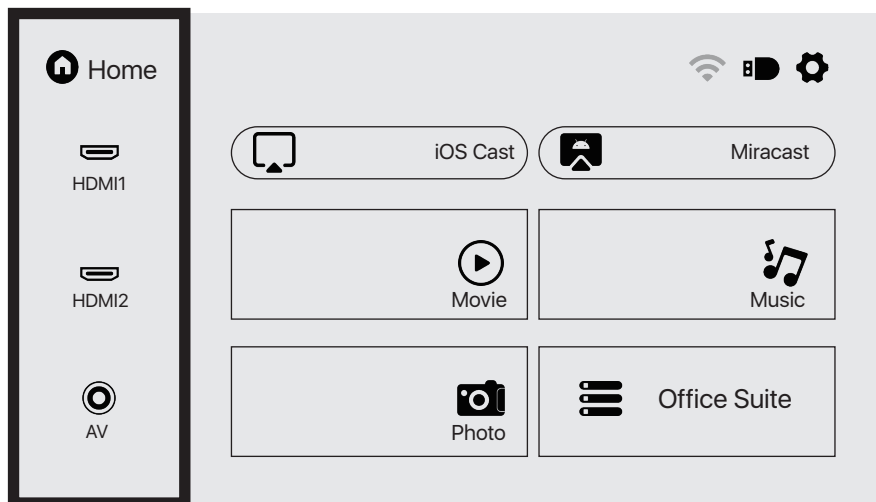 Home
HDMI1
HDMI2
AV
iOS Cast
Miracast
Movie
Music
Photo
Office Suite